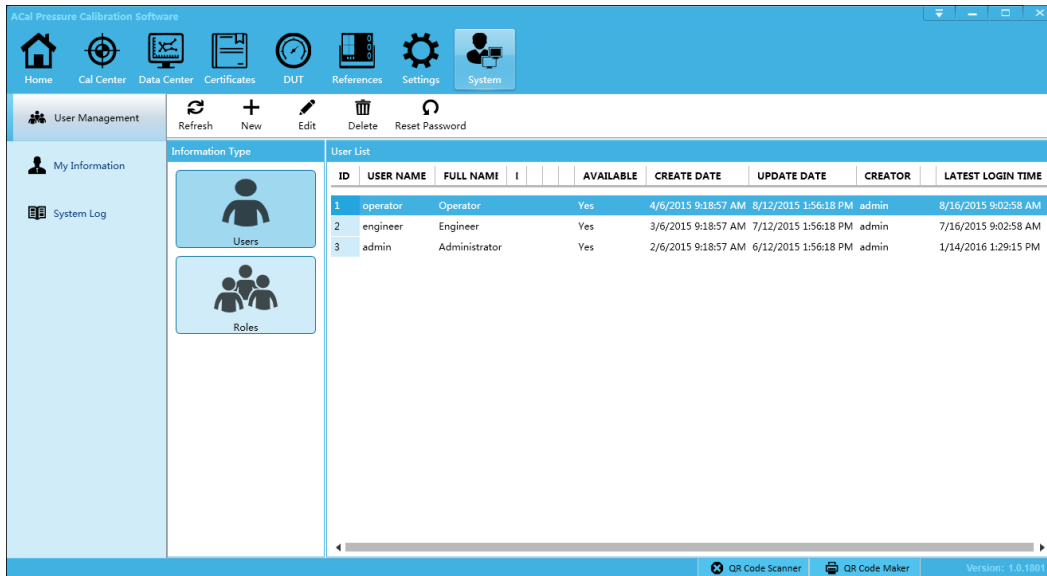 ACal Pressure Calibration Software
Home Cal Center Data Center Certificates DUT References Settings System
User Management
My Information
System Log
Refresh New Edit Delete Reset Password
Information Type
Users
Roles
User List
ID USER NAME FULL NAME AVAILABLE CREATE DATE UPDATE DATE CREATOR LATEST LOGIN TIME
1 operator Operator Yes 4/6/2015 9:18:57 AM 8/12/2015 1:56:18 PM admin 8/16/2015 9:02:58 AM
2 engineer Engineer Yes 3/6/2015 9:18:57 AM 7/12/2015 1:56:18 PM admin 7/16/2015 9:02:58 AM
3 admin Administrator Yes 2/6/2015 9:18:57 AM 6/12/2015 1:56:18 PM admin 1/14/2016 1:29:15 PM
QR Code Scanner QR Code Maker Version: 1.0.1801